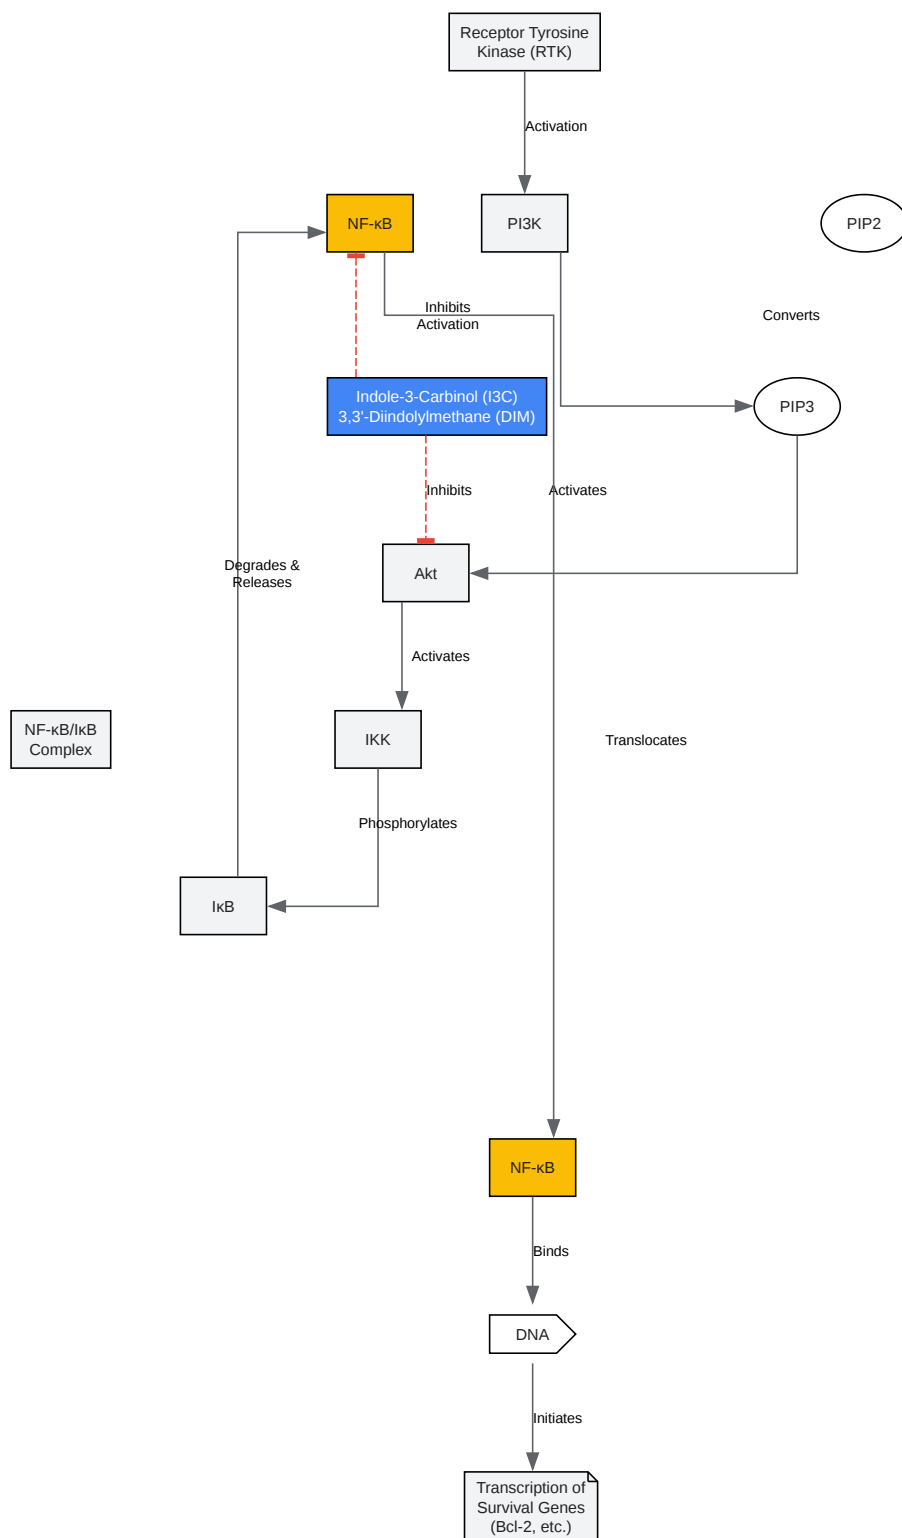 Receptor Tyrosine
Kinase (RTK)
Activation
NF-κB
PI3K
PIP2
Inhibits
Activation
Converts
Indole-3-Carbinol (I3C)
3,3'-Diindolylmethane (DIM)
PIP3
Inhibits
Activates
Degrades &
Releases
Akt
Activates
NF-κB/IκB
Complex
IKK
Translocates
Phosphorylates
IκB
NF-κB
Binds
DNA
Initiates
Transcription of
Survival Genes
(Bcl-2, etc.)